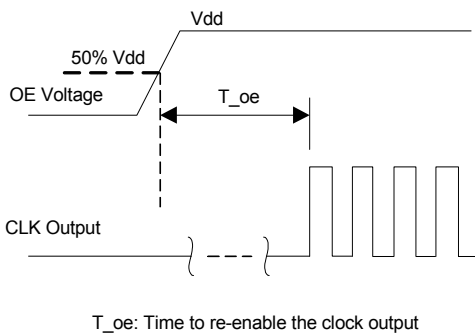 Vdd
50% Vdd
OE Voltage
T_oe
CLK Output
T_oe: Time to re-enable the clock output